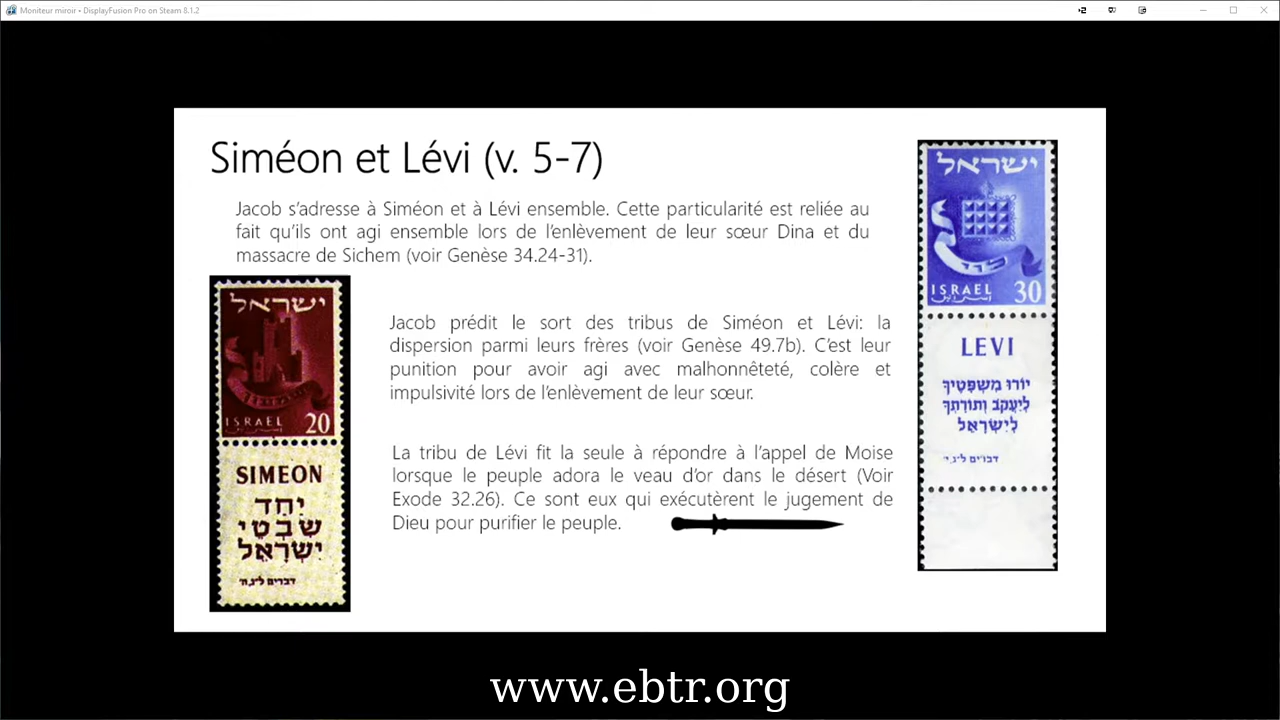 Moniteur miroir • DisplayFusion Pro on Steam 8.1.2
Siméon et Lévi (v. 5-7)
Jacob s’adresse à Siméon et à Lévi ensemble. Cette particularité est reliée au
fait qu’ils ont agi ensemble lors de l’enlèvement de leur sœur Dina et du
massacre de Sichem (voir Genèse 34.24-31).
Jacob prédit le sort des tribus de Siméon et Lévi: la
dispersion parmi leurs frères (voir Genèse 49.7b). C’est leur
punition pour avoir agi avec malhonnêteté, colère et
impulsivité lors de l’enlèvement de leur sœur.
La tribu de Lévi fit la seule à répondre à l’appel de Moise
lorsque le peuple adora le veau d’or dans le désert (Voir
Exode 32.26). Ce sont eux qui exécutèrent le jugement de
Dieu pour purifier le peuple.
ישראל
ISRAEL 20
SIMEON
יחד
שבטי
ישראל
דברים ל"ג,ה'
ישראל
לוי
ISRAEL 30
إسرائيل
LEVI
יורו משפטיך
ליעקב ותורתך
לישראל
דברים ל"ג,י'
www.ebtr.org